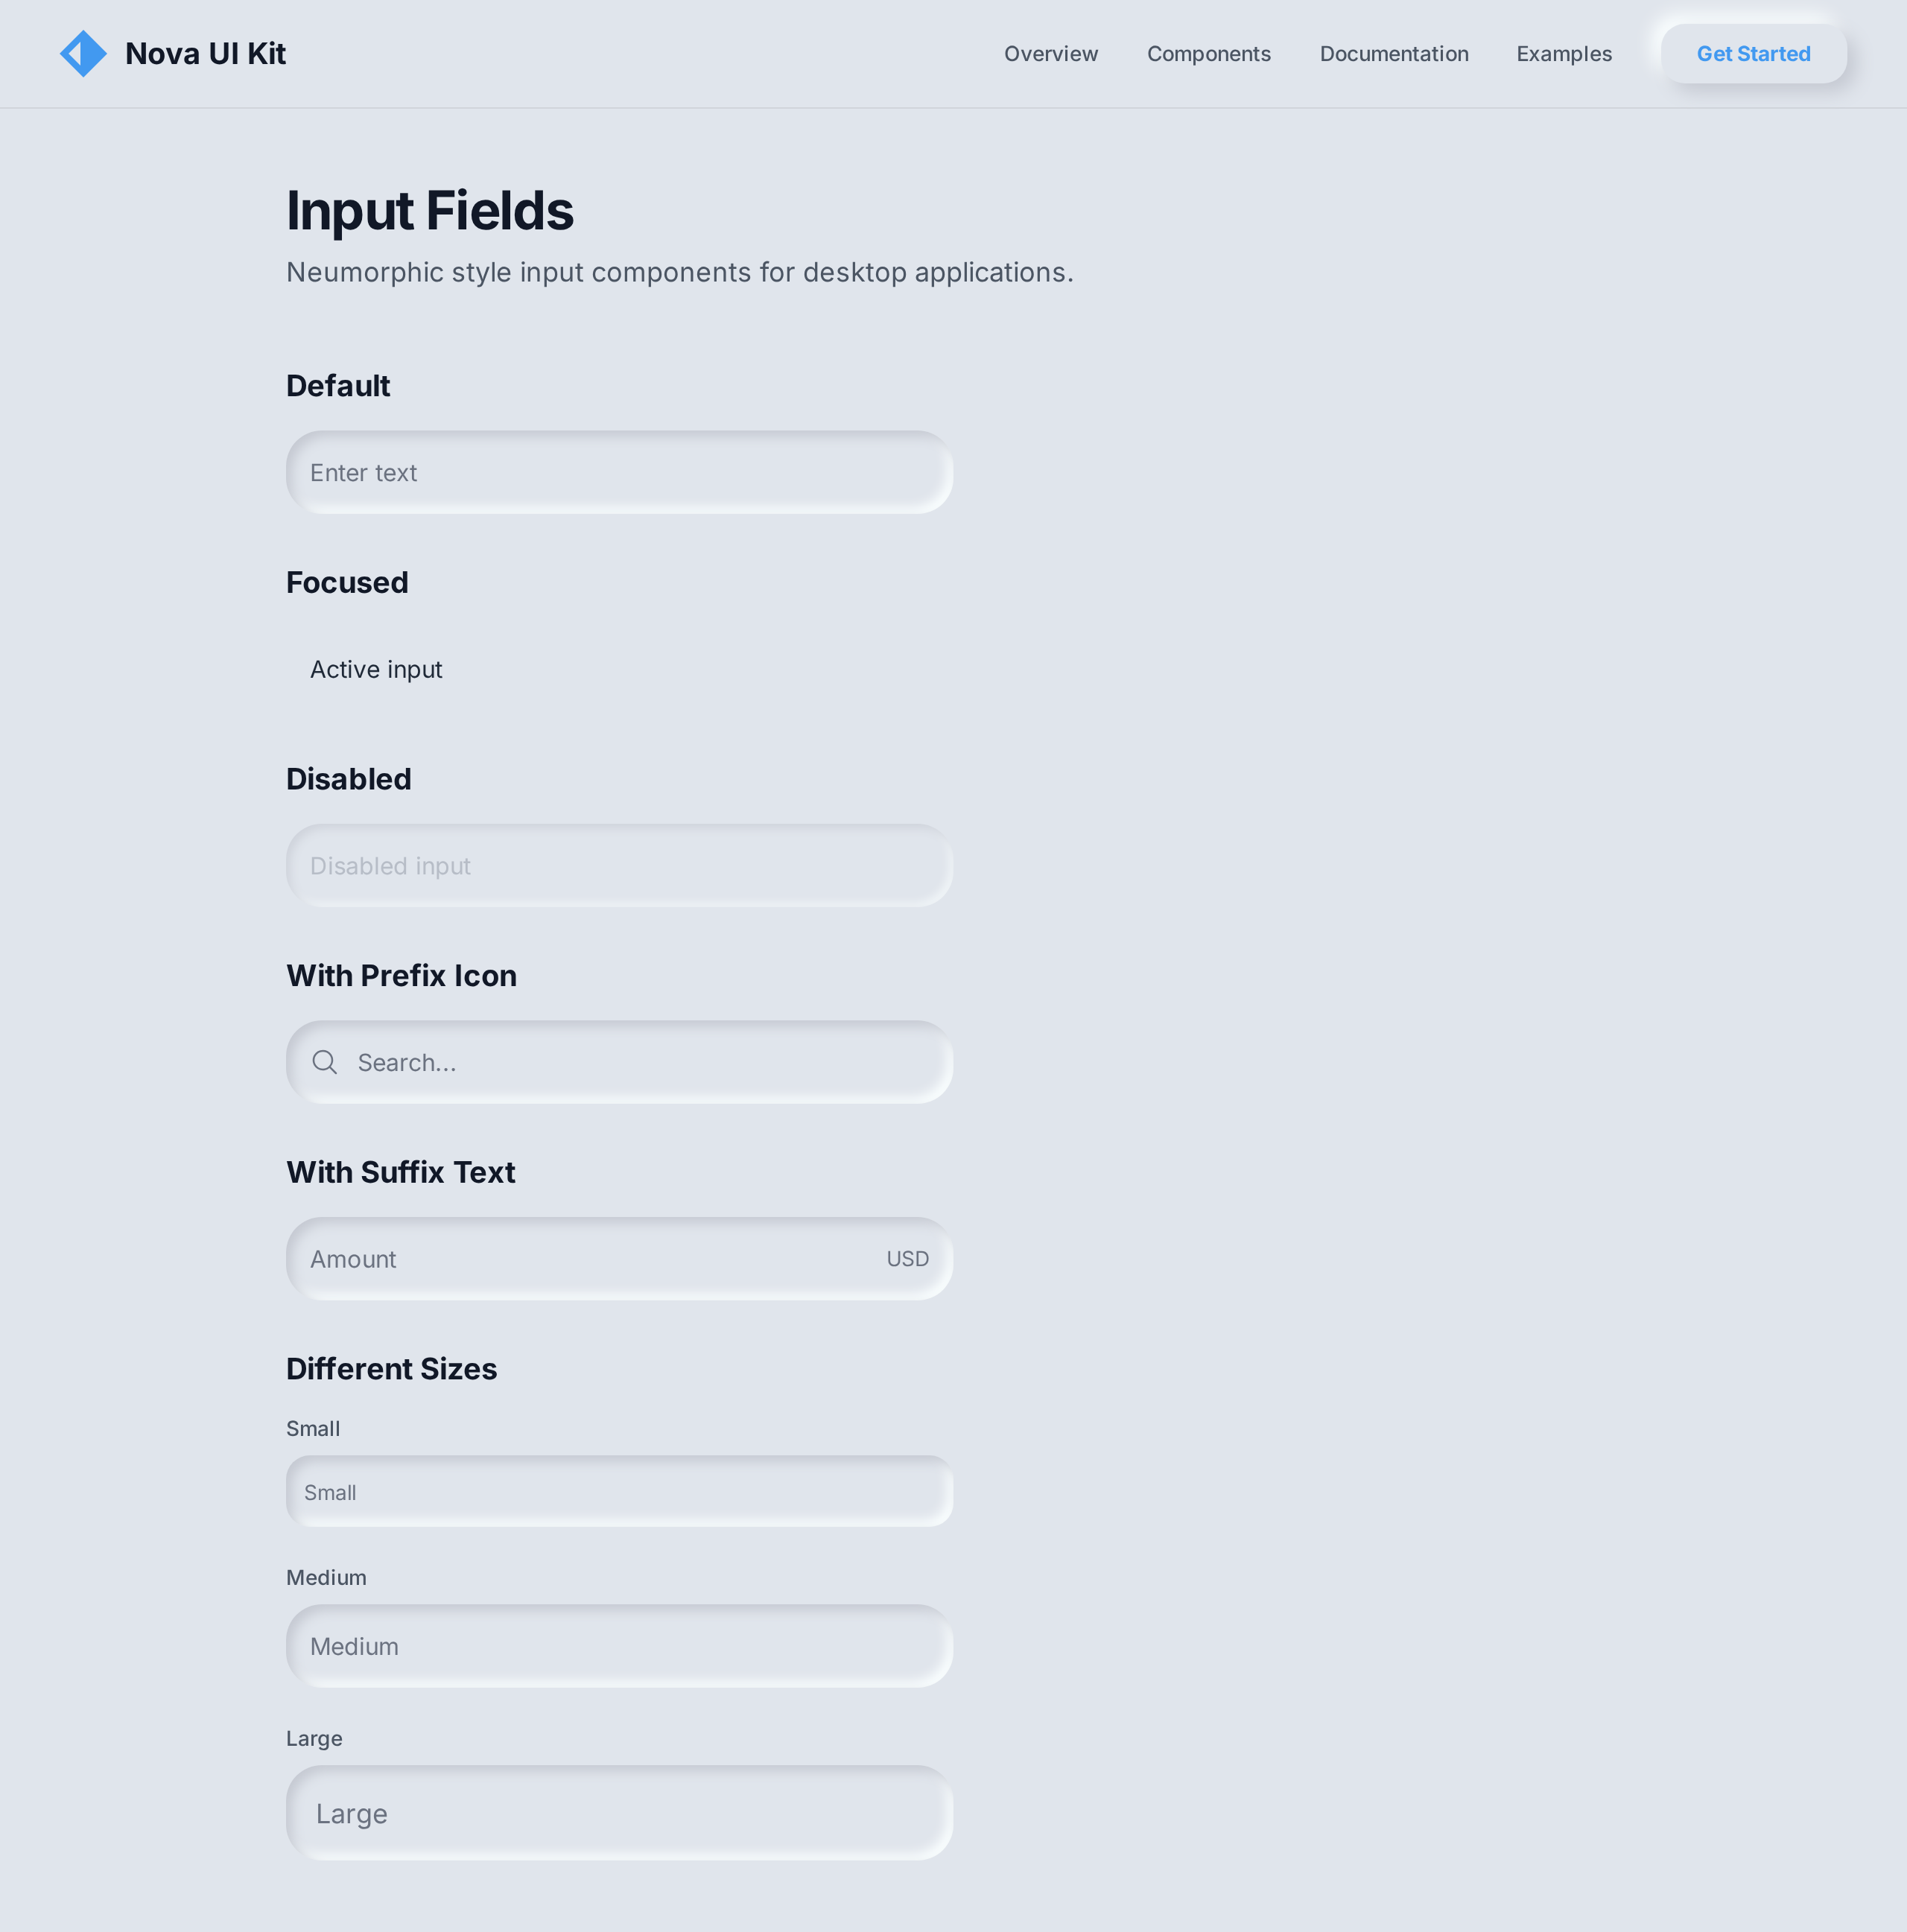 Nova UI Kit
Overview
Components
Documentation
Examples
Get Started
Input Fields
Neumorphic style input components for desktop applications.
Default
Enter text
Focused
Active input
Disabled
Disabled input
With Prefix Icon
Search...
With Suffix Text
Amount
USD
Different Sizes
Small
Small
Medium
Medium
Large
Large